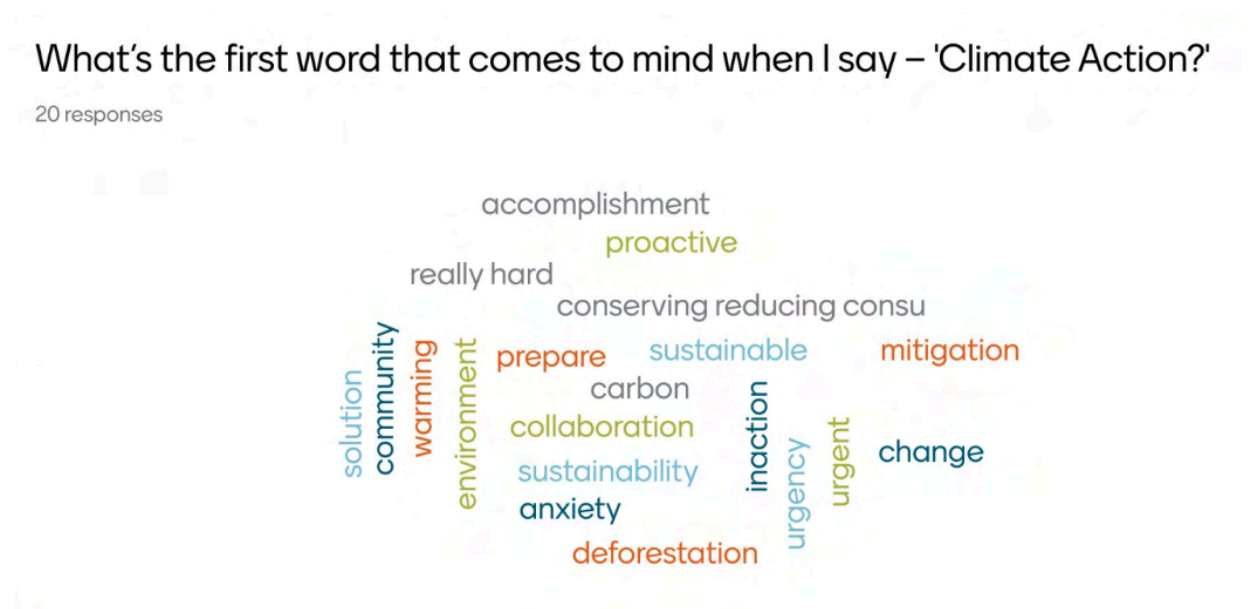 What's the first word that comes to mind when I say – 'Climate Action?'
20 responses
accomplishment
proactive
really hard
conserving reducing consu
solution
community
warming
environment
prepare
sustainable
mitigation
carbon
collaboration
inaction
urgency
urgent
change
sustainability
anxiety
deforestation